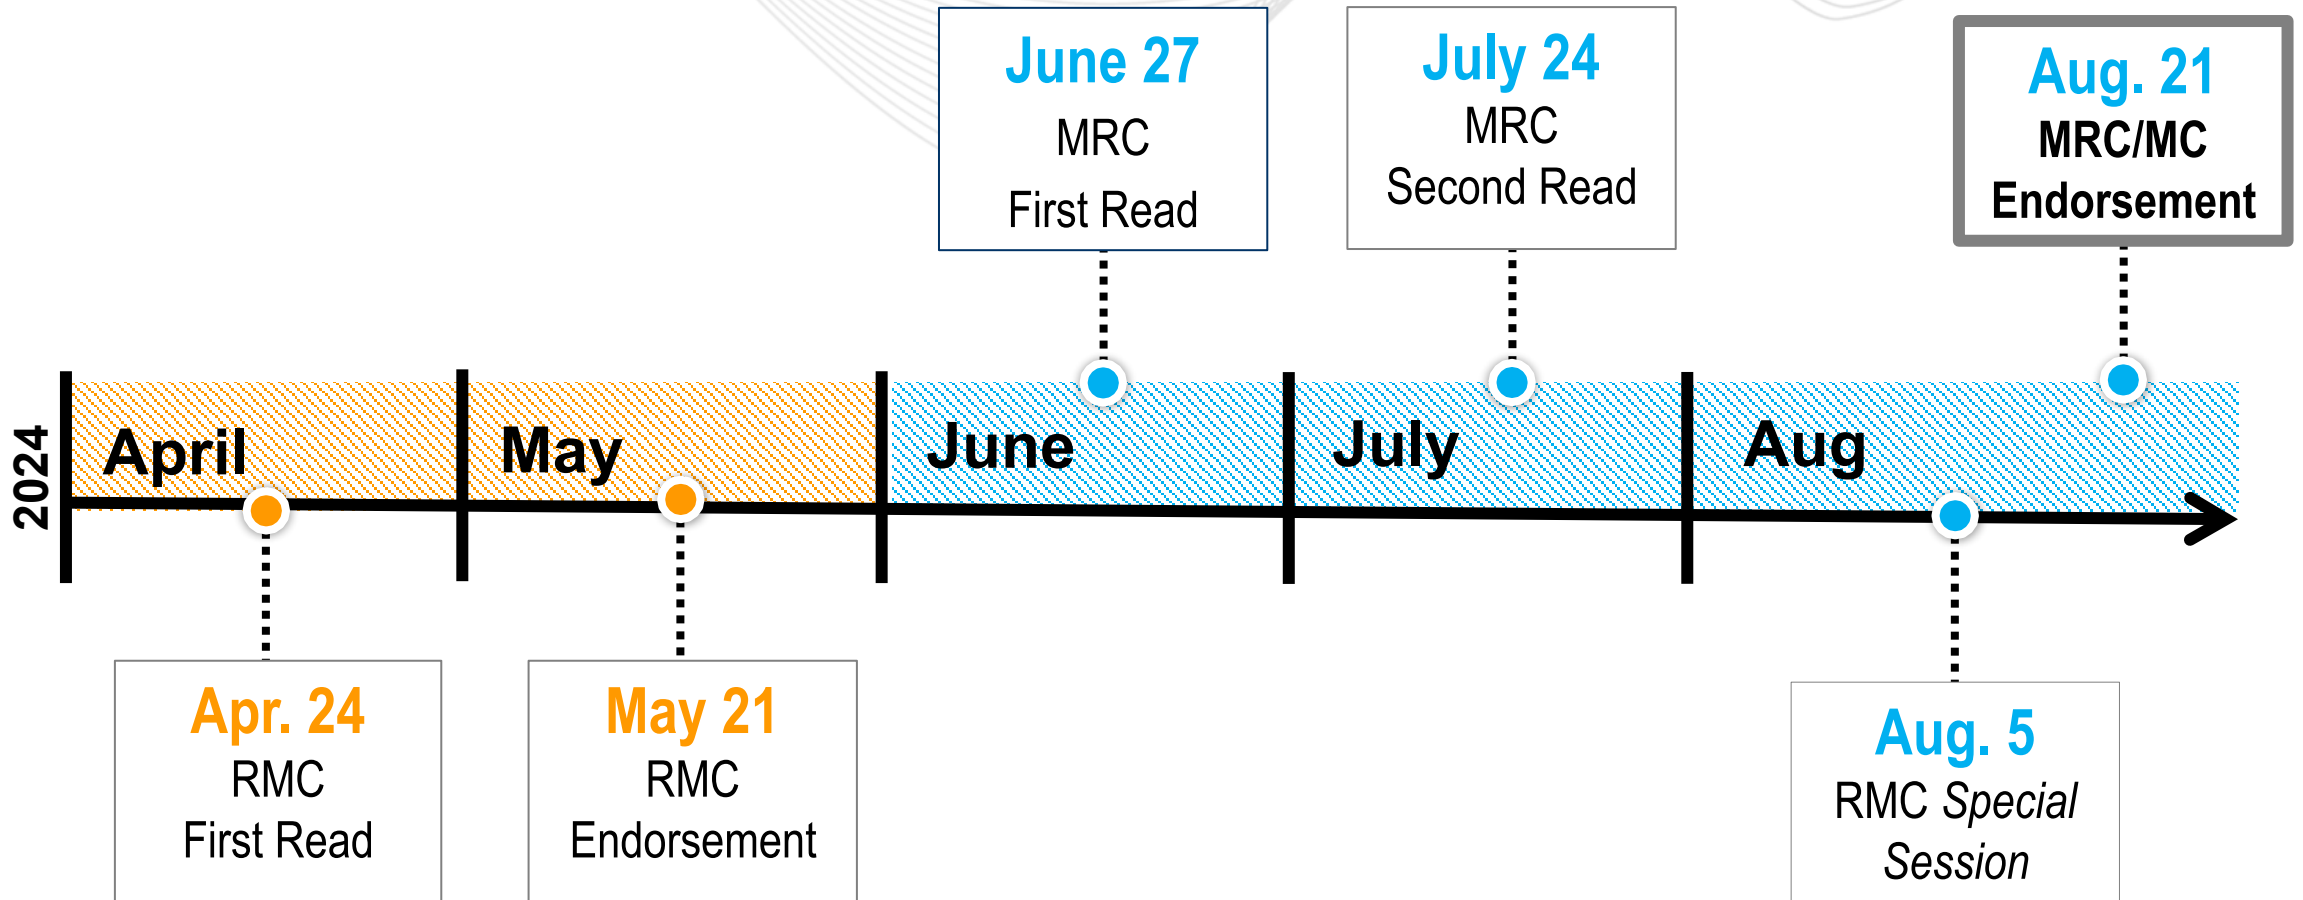 June 27
MRC
First Read
July 24
MRC
Second Read
Aug. 21
MRC/MC
Endorsement
2024
April
May
June
July
Aug
Apr. 24
RMC
First Read
May 21
RMC
Endorsement
Aug. 5
RMC Special
Session